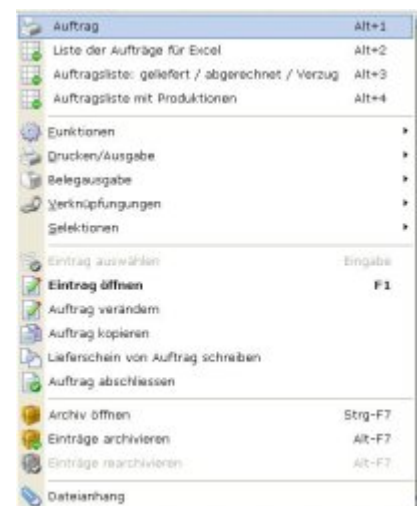 Auftrag Alt+1
Liste der Aufträge für Excel Alt+2
Auftragsliste: geliefert / abgerechnet / Verzug Alt+3
Auftragsliste mit Produktionen Alt+4
Funktionen
Drucken/Ausgabe
Belegausgabe
Verknüpfungungen
Selektionen
Eintrag auswählen Eingabe
Eintrag öffnen F1
Auftrag verändern
Auftrag kopieren
Lieferschein von Auftrag schreiben
Auftrag abschliessen
Archiv öffnen Strg-F7
Einträge archivieren Alt-F7
Einträge rearchivieren Alt-F7
Dateianhang